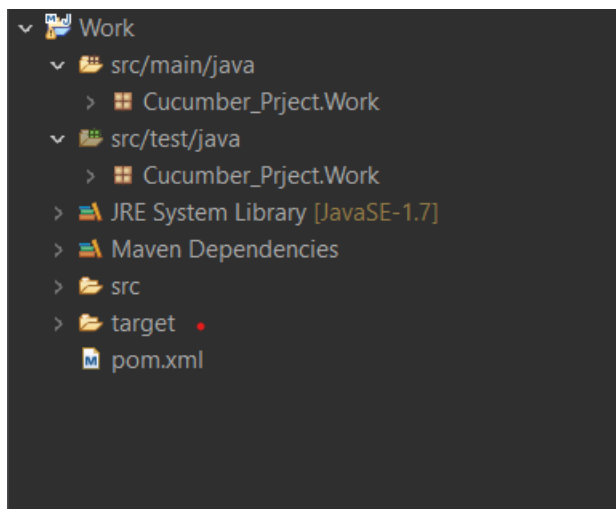 Work
src/main/java
Cucumber_Prject.Work
src/test/java
Cucumber_Prject.Work
JRE System Library [JavaSE-1.7]
Maven Dependencies
src
target
pom.xml